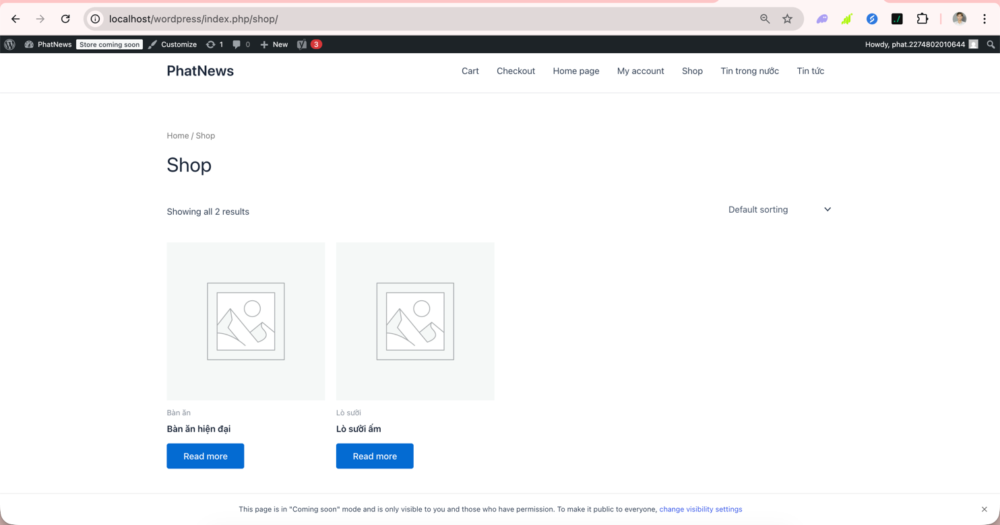 localhost/wordpress/index.php/shop/
PhatNews Store coming soon Customize 1 0 New 3 Howdy, phat.2274802010644
PhatNews Cart Checkout Home page My account Shop Tin trong nước Tin tức
Home / Shop
Shop
Showing all 2 results Default sorting
Bàn ăn Lò sười
Bàn ăn hiện đại Lò sười ấm
Read more Read more
This page is in "Coming soon" mode and is only visible to you and those who have permission. To make it public to everyone, change visibility settings